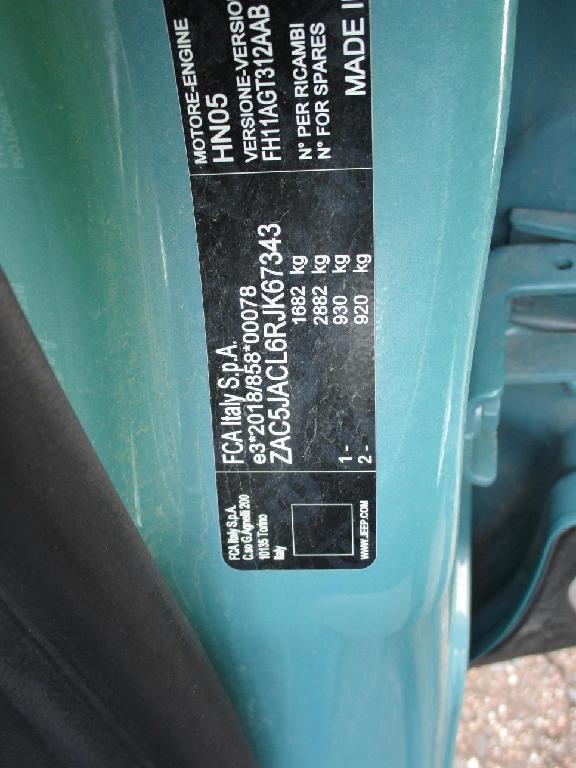 FCA Italy S.p.A.
C.so G.Agnelli 200
10135 Torino
Italy
WWW.JEEP.COM
FCA Italy S.p.A.
e3*2018/858*00078
ZAC5JACL6RJK67343
1682 kg
2882 kg
1- 930 kg
2- 920 kg
MOTORE-ENGINE
HN05
VERSIONE-VERSIO
FH11AGT312AAB
N° PER RICAMBI
N° FOR SPARES
MADE I